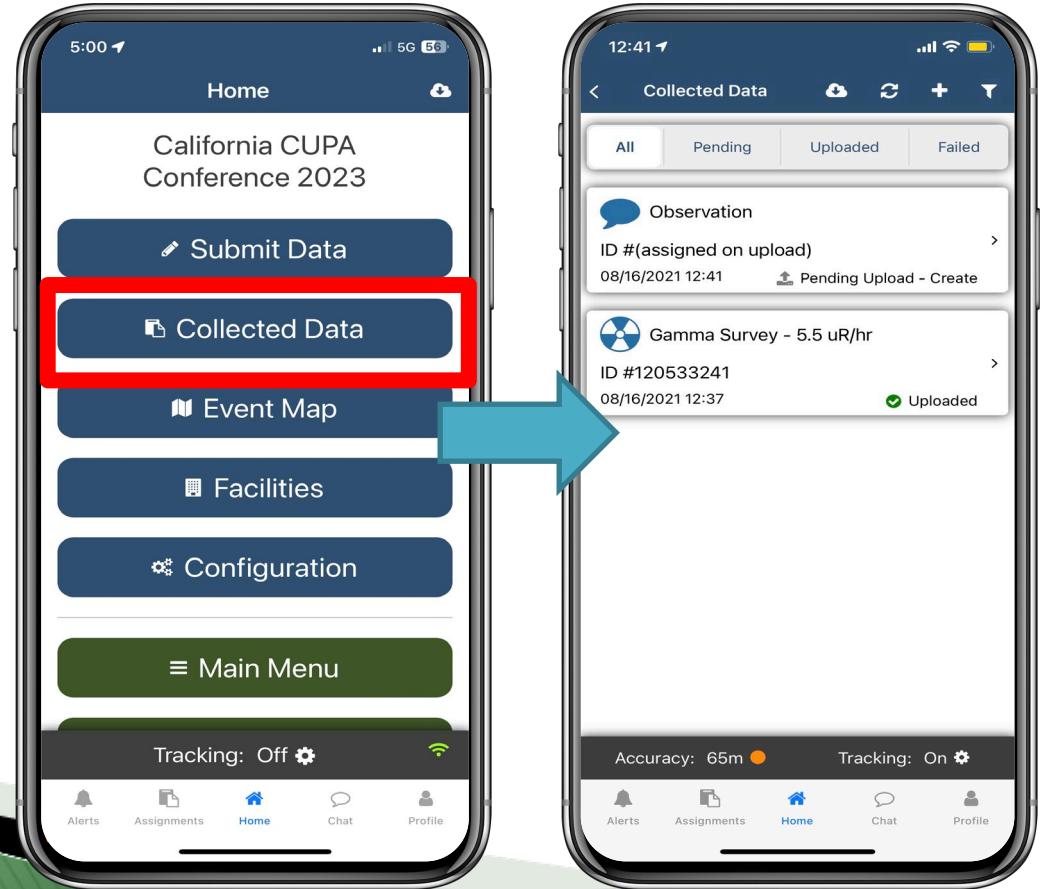 5:00
5G 56
Home
California CUPA
Conference 2023
Submit Data
Collected Data
Event Map
Facilities
Configuration
Main Menu
Tracking: Off
Alerts Assignments Home Chat Profile
12:41
Collected Data
All Pending Uploaded Failed
Observation
ID #(assigned on upload)
08/16/2021 12:41 Pending Upload - Create
Gamma Survey - 5.5 uR/hr
ID #120533241
08/16/2021 12:37 Uploaded
Accuracy: 65m Tracking: On
Alerts Assignments Home Chat Profile